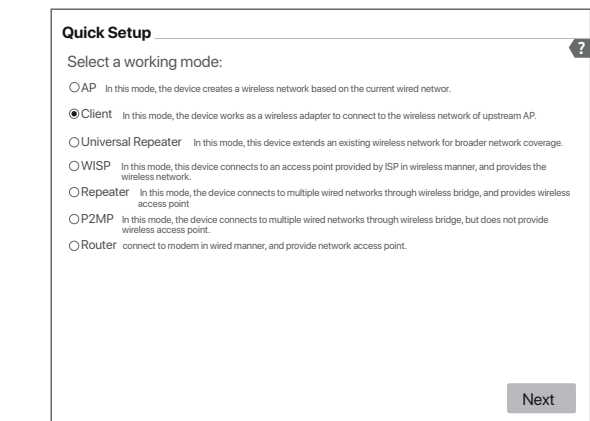 Quick Setup
?
Select a working mode:
AP In this mode, the device creates a wireless network based on the current wired networ.
Client In this mode, the device works as a wireless adapter to connect to the wireless network of upstream AP.
Universal Repeater In this mode, this device extends an existing wireless network for broader network coverage.
WISP In this mode, this device connects to an access point provided by ISP in wireless manner, and provides the
wireless network.
Repeater In this mode, the device connects to multiple wired networks through wireless bridge, and provides wireless
access point
P2MP In this mode, the device connects to multiple wired networks through wireless bridge, but does not provide
wireless access point.
Router connect to modem in wired manner, and provide network access point.
Next